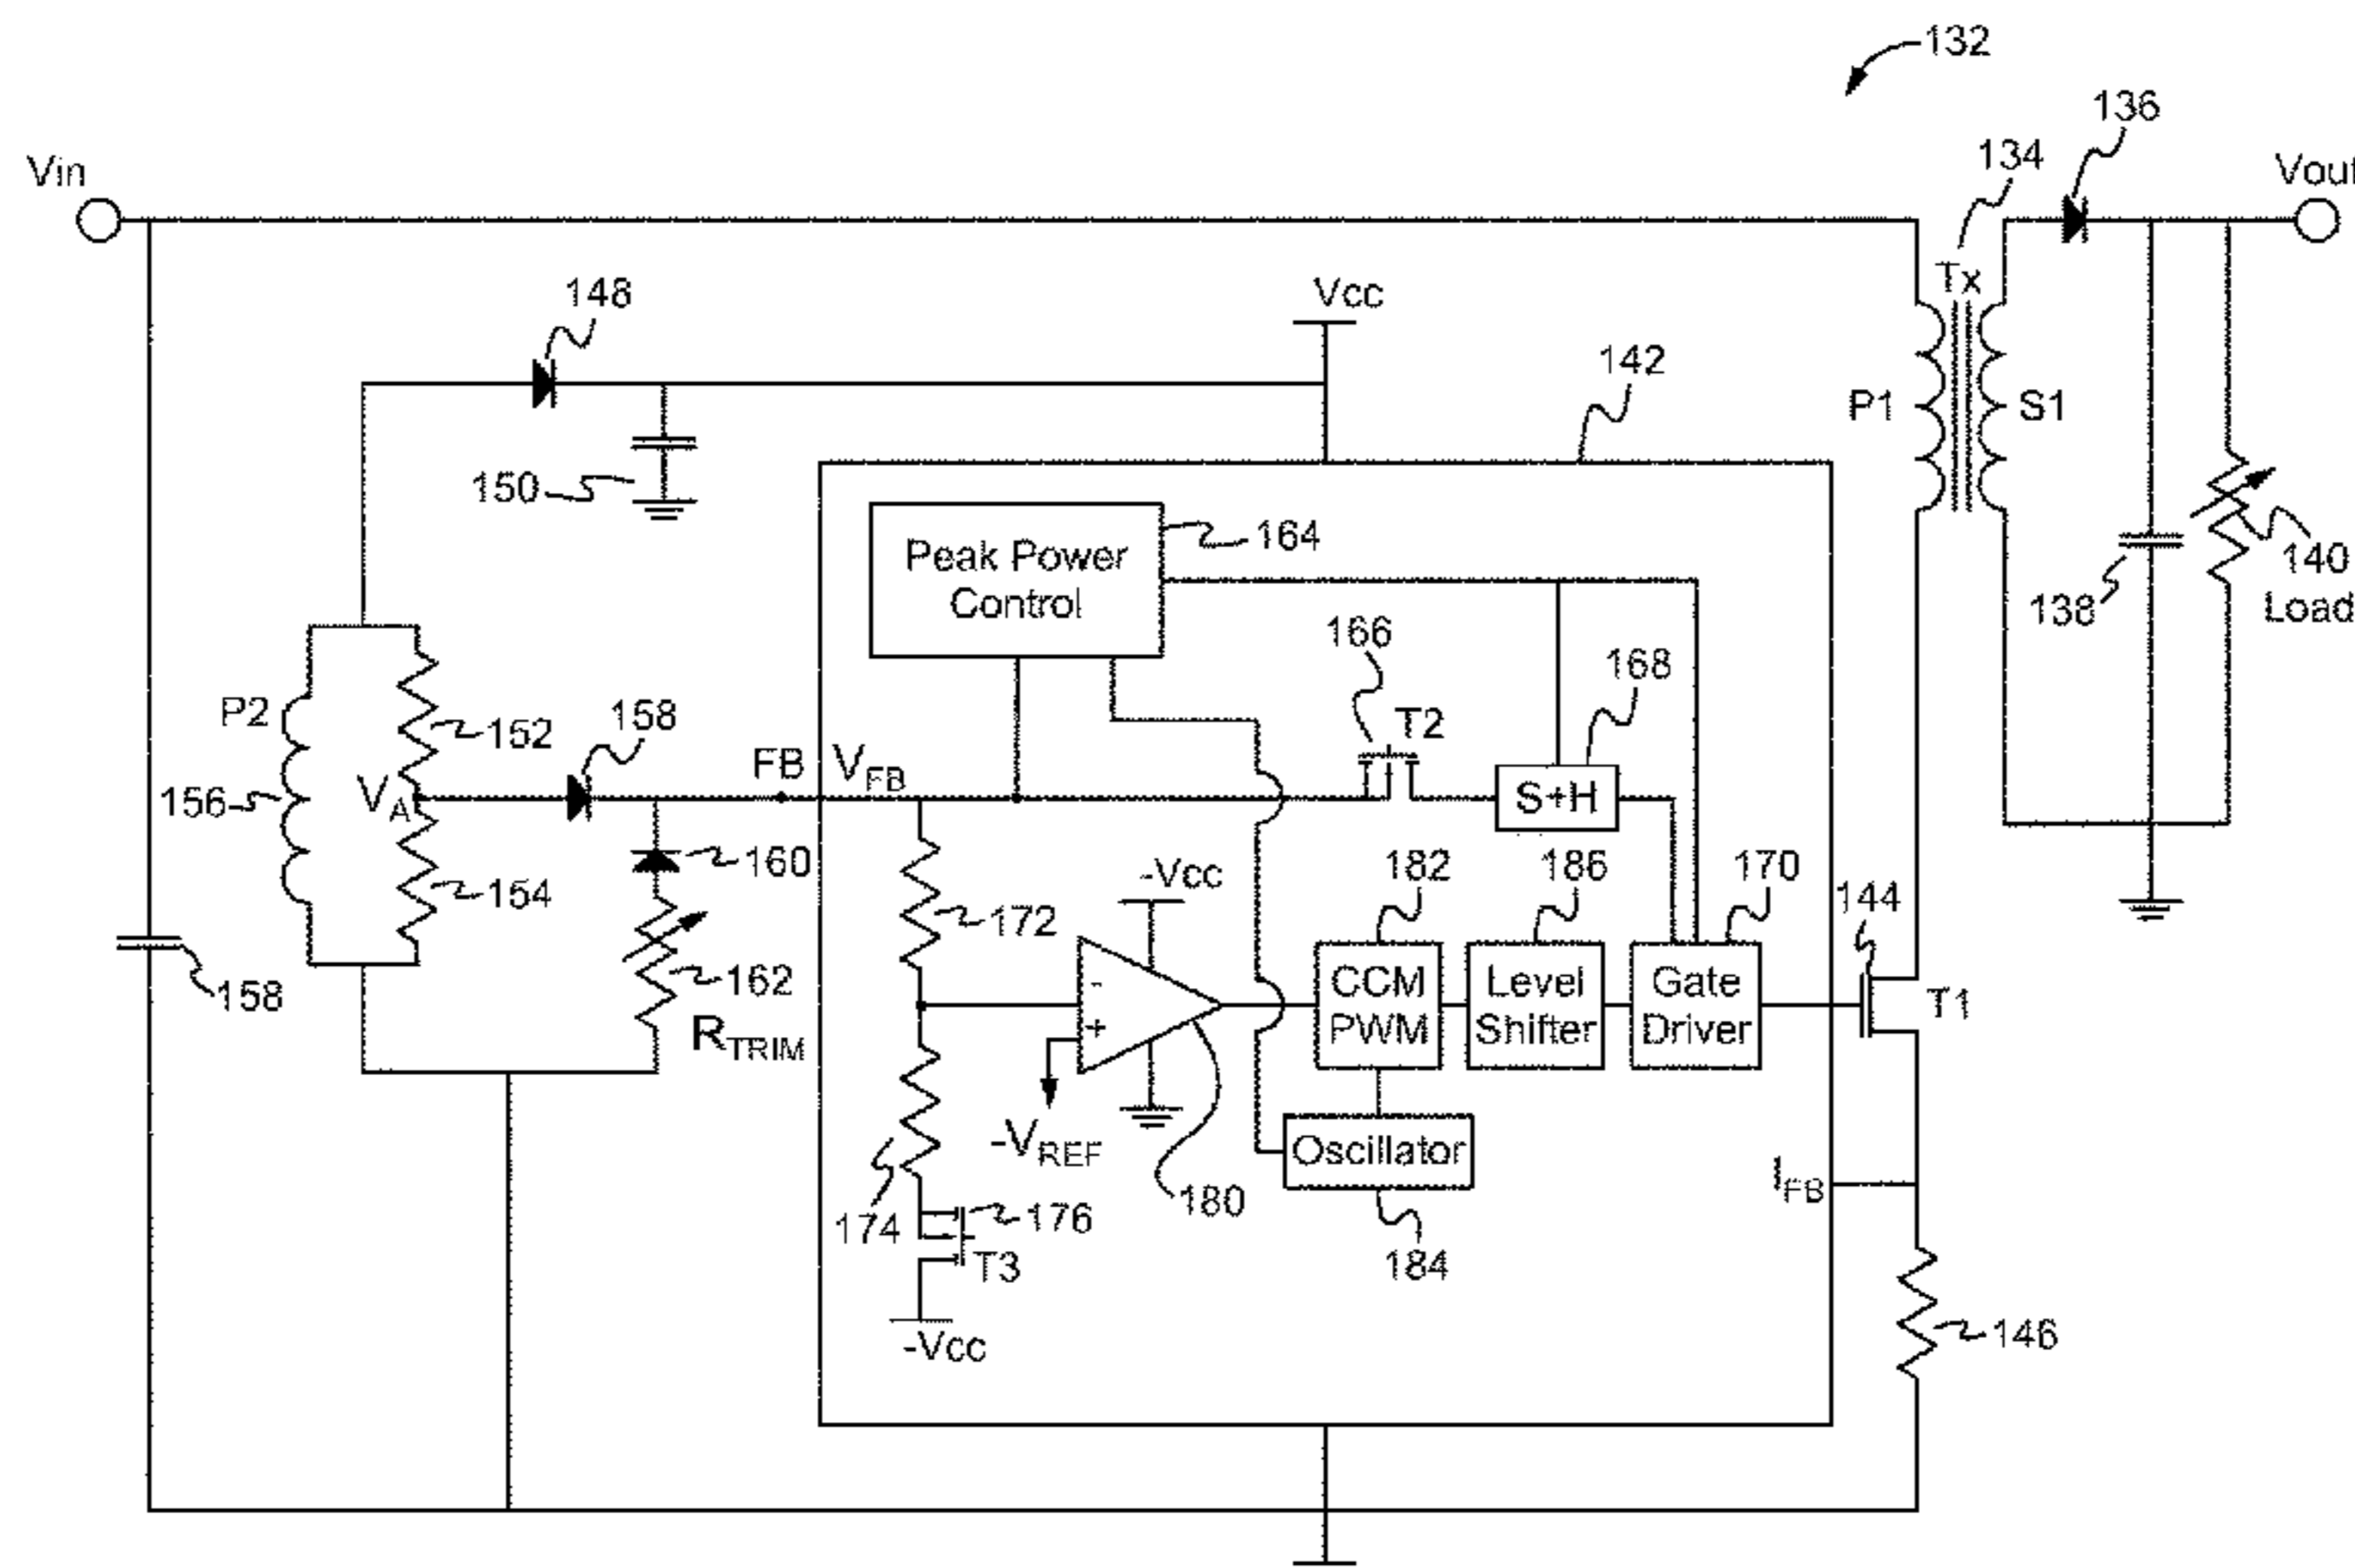 132
136
134
Vin
Vout
148
Vcc
Tx
142
P1
S1
150
Peak Power
Control
164
140
Load
138
166
168
P2
152
158
T2
FB
VFB
156
VA
S+H
160
154
172
-Vcc
182
186
170
144
162
-
+
CCM
PWM
Level
Shifter
Gate
Driver
T1
158
RTRIM
-VREF
Oscillator
IFB
174
176
180
T3
184
-Vcc
146